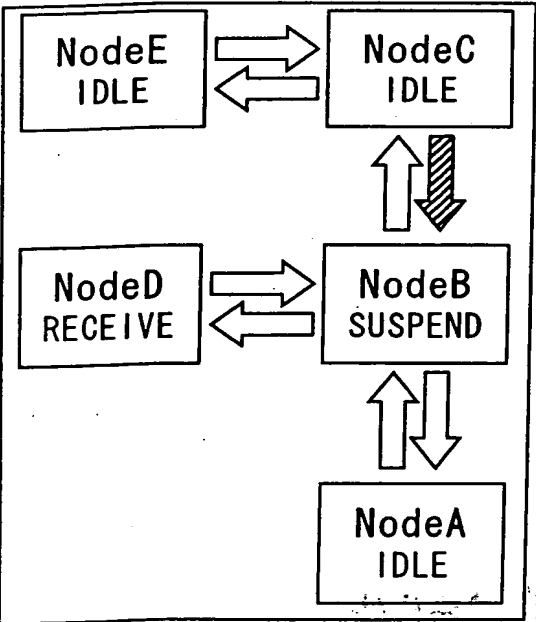 NodeE
IDLE
NodeC
IDLE
NodeD
RECEIVE
NodeB
SUSPEND
NodeA
IDLE